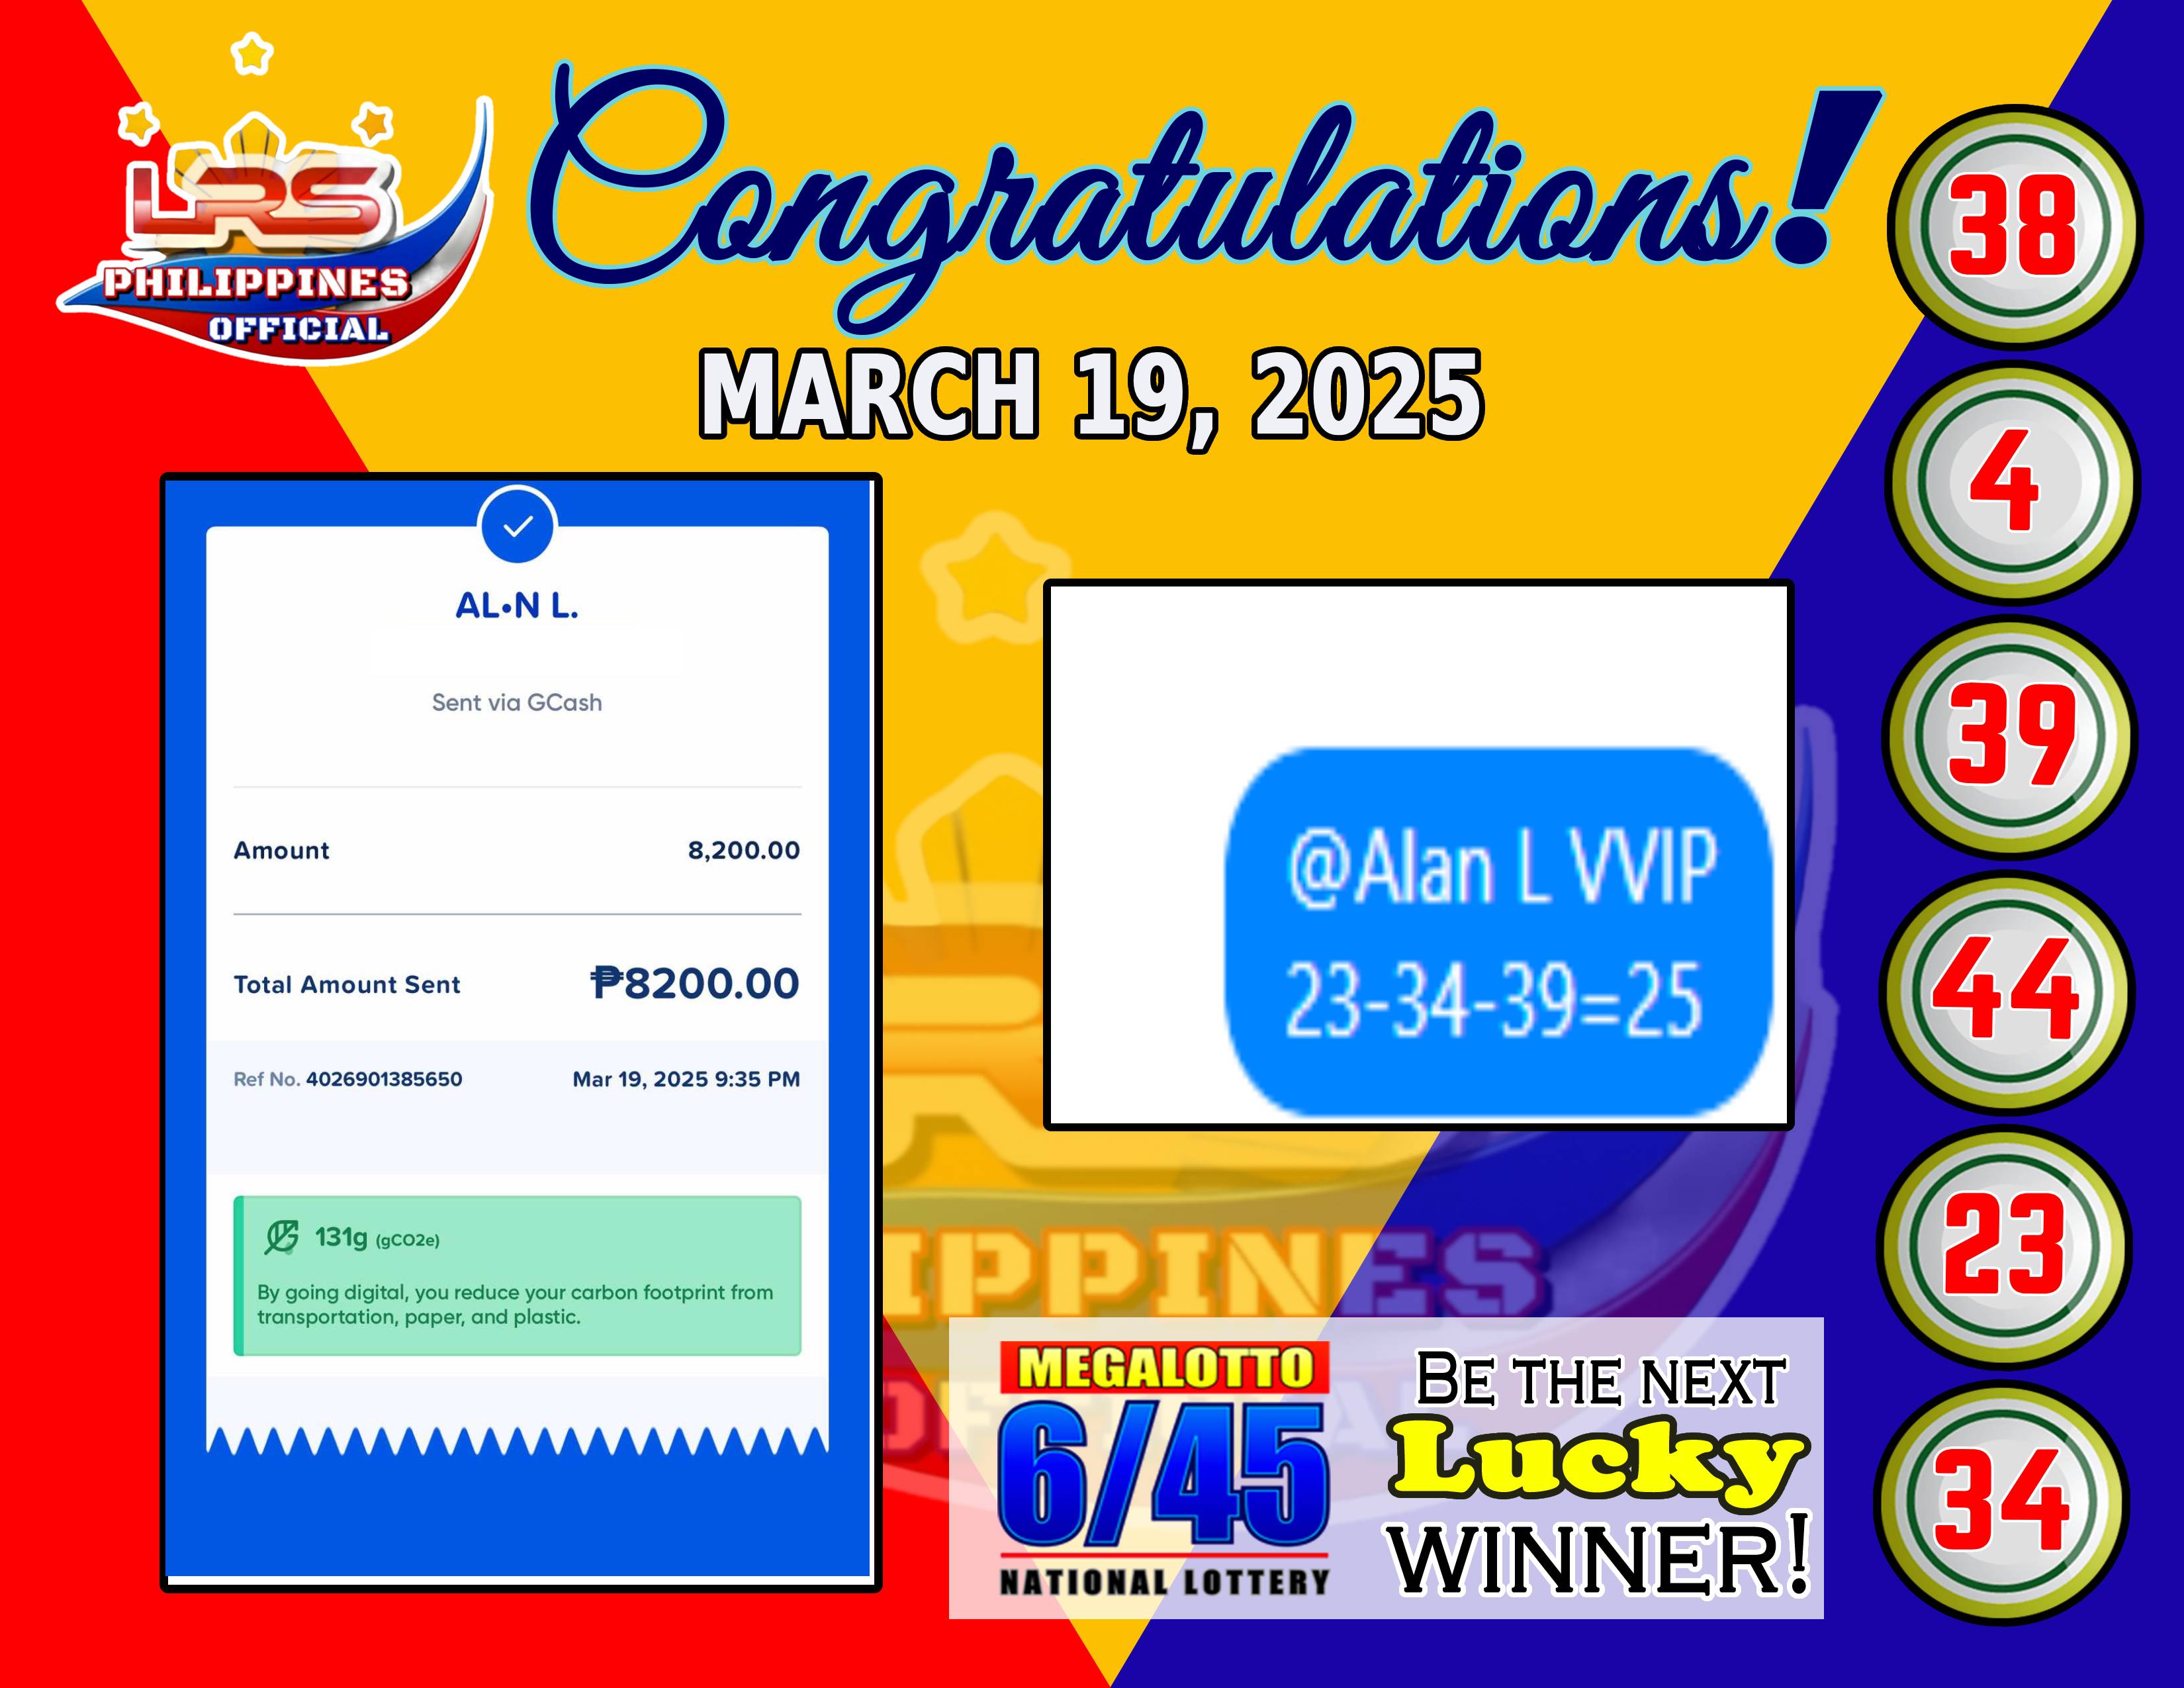 LRS
PHILIPPINES
OFFICIAL
Congratulations!
MARCH 19, 2025
AL•N L.
Sent via GCash
Amount 8,200.00
Total Amount Sent ₱8200.00
Ref No. 4026901385650 Mar 19, 2025 9:35 PM
131g (gCO2e)
By going digital, you reduce your carbon footprint from
transportation, paper, and plastic.
@Alan L VVIP
23-34-39=25
MEGALOTTO
6/45
NATIONAL LOTTERY
BE THE NEXT
Lucky
WINNER!
38
4
39
44
23
34